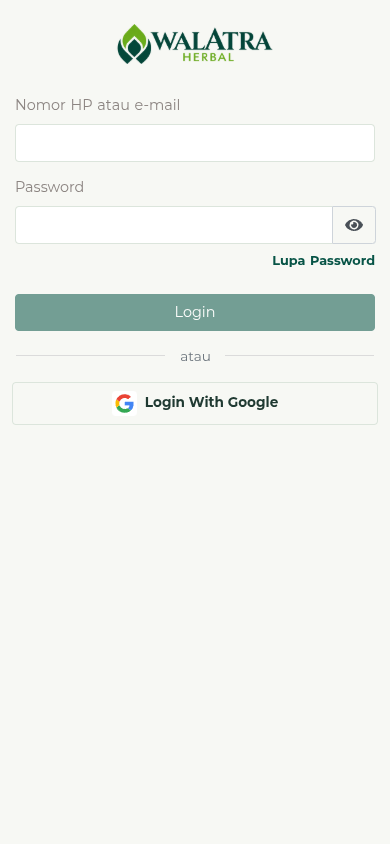 WALATRA
HERBAL
Nomor HP atau e-mail
Password
Lupa Password
Login
atau
Login With Google